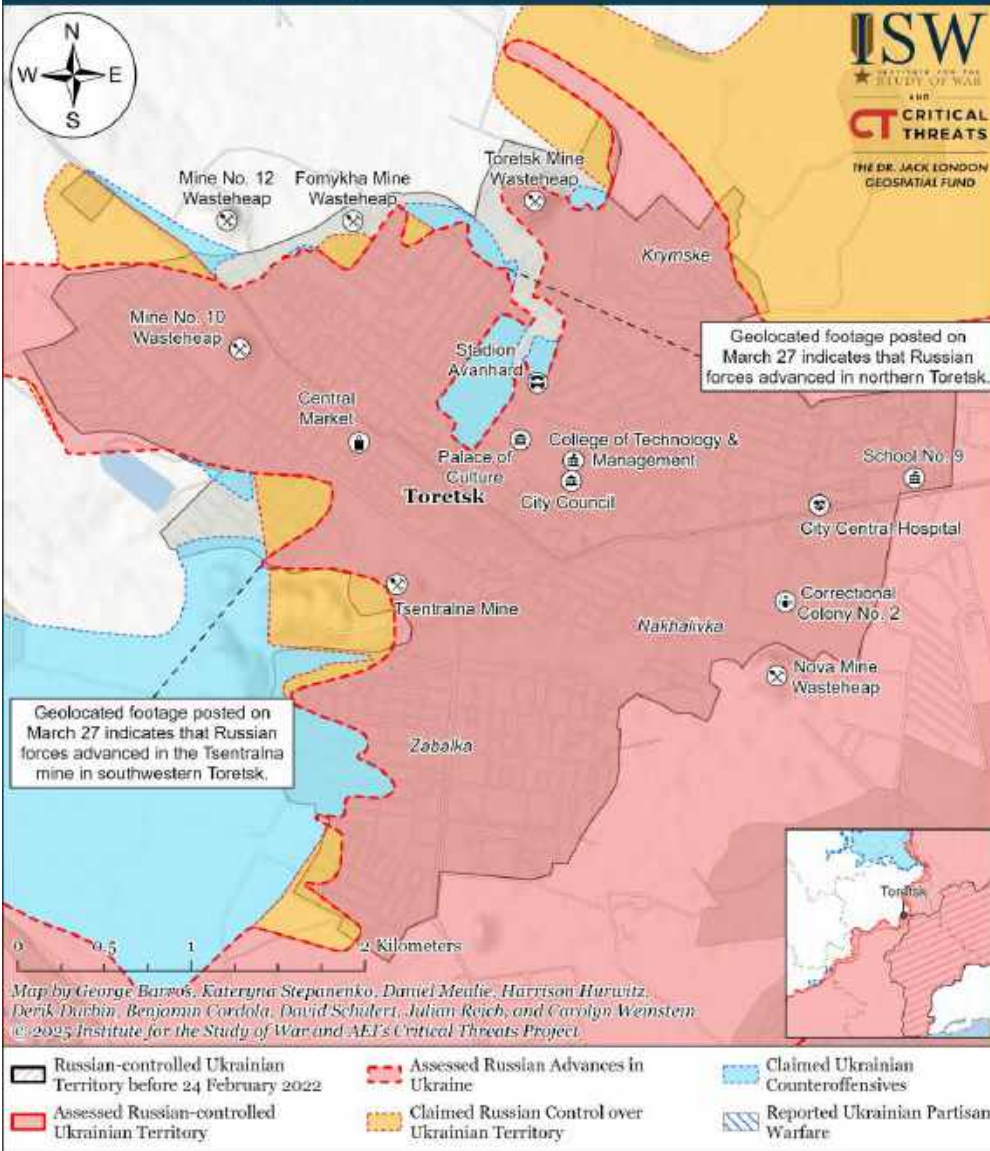 N
W E
S
ISW
INSTITUTE FOR THE
STUDY OF WAR
AND
CT CRITICAL
THREATS
THE DR. JACK LONDON
GEOSPATIAL FUND
Mine No. 12
Wasteheap
Fomykha Mine
Wasteheap
Toretsk Mine
Wasteheap
Krymske
Mine No. 10
Wasteheap
Geolocated footage posted on
March 27 indicates that Russian
forces advanced in northern Toretsk.
Stadion
Avanhard
Central
Market
Palace of
Culture
College of Technology &
Management
School No. 9
Toretsk
City Council
City Central Hospital
Tsentralna Mine
Correctional
Colony No. 2
Nakhalivka
Nova Mine
Wasteheap
Geolocated footage posted on
March 27 indicates that Russian
forces advanced in the Tsentralna
mine in southwestern Toretsk.
Zabalka
Toretsk
0 0.5 1 2 Kilometers
Map by George Barros, Kateryna Stepanenko, Daniel Mealie, Harrison Hurwitz,
Derik Durbin, Benjamin Cordola, David Schulert, Julian Reich, and Carolyn Weinstein
© 2025 Institute for the Study of War and AEI's Critical Threats Project
Russian-controlled Ukrainian
Territory before 24 February 2022
Assessed Russian Advances in
Ukraine
Claimed Ukrainian
Counteroffensives
Assessed Russian-controlled
Ukrainian Territory
Claimed Russian Control over
Ukrainian Territory
Reported Ukrainian Partisan
Warfare